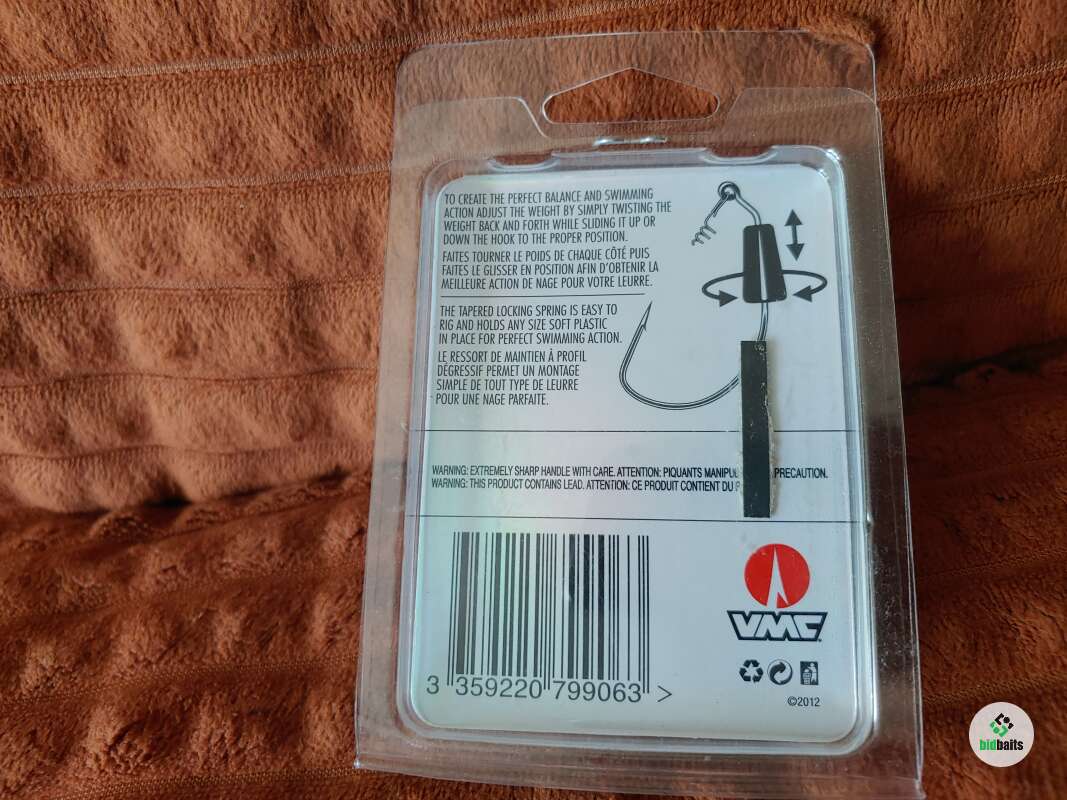 TO CREATE THE PERFECT BALANCE AND SWIMMING
ACTION ADJUST THE WEIGHT BY SIMPLY TWISTING THE
WEIGHT BACK AND FORTH WHILE SLIDING IT UP OR
DOWN THE HOOK TO THE PROPER POSITION.
FAITES TOURNER LE POIDS DE CHAQUE CÔTÉ PUIS
FAITES LE GLISSER EN POSITION AFIN D'OBTENIR LA
MEILLEURE ACTION DE NAGE POUR VOTRE LEURRE.
THE TAPERED LOCKING SPRING IS EASY TO
RIG AND HOLDS ANY SIZE SOFT PLASTIC
IN PLACE FOR PERFECT SWIMMING ACTION.
LE RESSORT DE MAINTIEN À PROFIL
DÉGRESSIF PERMET UN MONTAGE
SIMPLE DE TOUT TYPE DE LEURRE
POUR UNE NAGE PARFAITE.
WARNING: EXTREMELY SHARP HANDLE WITH CARE. ATTENTION: PIQUANTS PRECAUTION.
WARNING: THIS PRODUCT CONTAINS LEAD. ATTENTION: CE PRODUIT CONTIENT DU
3 359220 799063 >
VMC
©2012
bidbaits